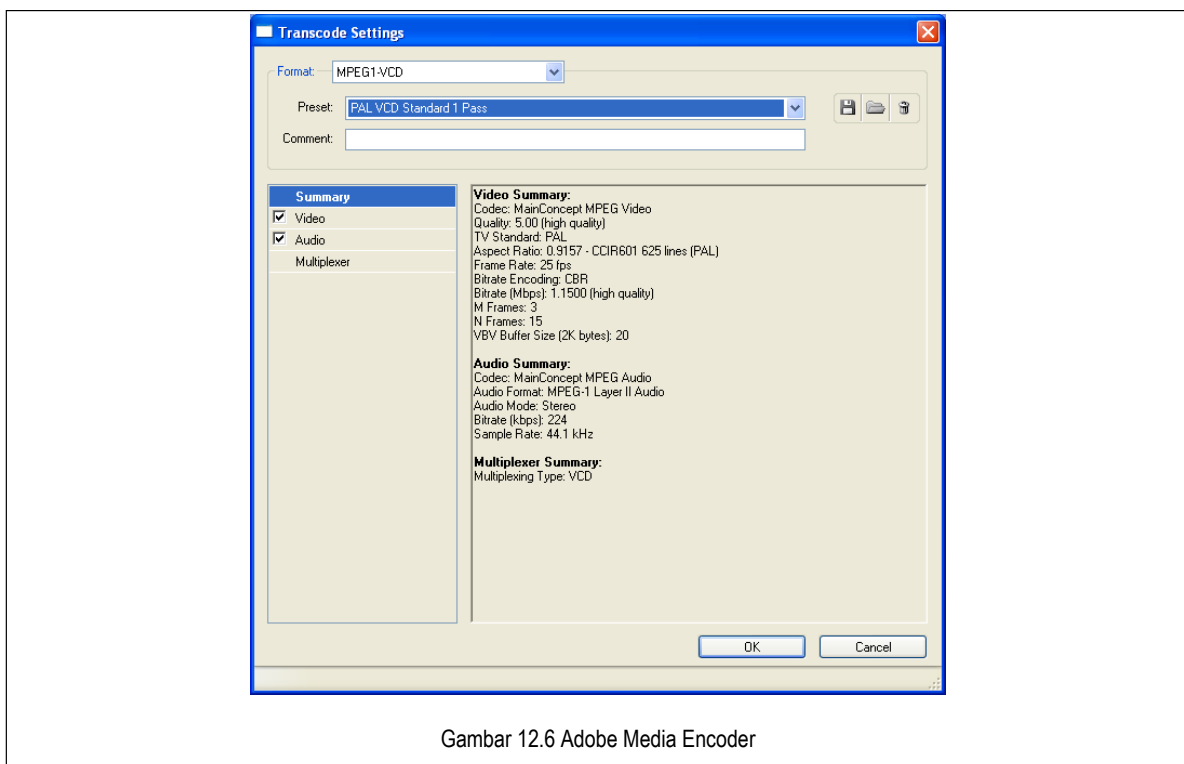 Transcode Settings
Format: MPEG1-VCD
Preset: PAL VCD Standard 1 Pass
Comment:
Summary
Video
Audio
Multiplexer
Video Summary:
Codec: MainConcept MPEG Video
Quality: 5.00 (high quality)
TV Standard: PAL
Aspect Ratio: 0.9157 - CCIR601 625 lines (PAL)
Frame Rate: 25 fps
Bitrate Encoding: CBR
Bitrate (Mbps): 1.1500 (high quality)
M Frames: 3
N Frames: 15
VBV Buffer Size (2K bytes): 20
Audio Summary:
Codec: MainConcept MPEG Audio
Audio Format: MPEG-1 Layer II Audio
Audio Mode: Stereo
Bitrate (kbps): 224
Sample Rate: 44.1 kHz
Multiplexer Summary:
Multiplexing Type: VCD
OK Cancel
Gambar 12.6 Adobe Media Encoder